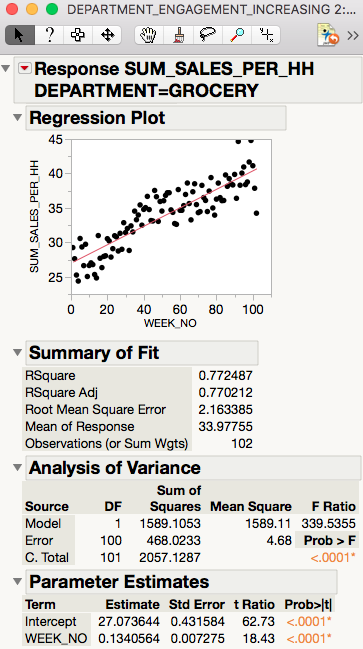 DEPARTMENT_ENGAGEMENT_INCREASING 2:...
Response SUM_SALES_PER_HH
DEPARTMENT=GROCERY
Regression Plot
SUM_SALES_PER_HH
45
40
35
30
25
0 20 40 60 80 100
WEEK_NO
Summary of Fit
RSquare 0.772487
RSquare Adj 0.770212
Root Mean Square Error 2.163385
Mean of Response 33.97755
Observations (or Sum Wgts) 102
Analysis of Variance
Sum of
Source DF Squares Mean Square F Ratio
Model 1 1589.1053 1589.11 339.5355
Error 100 468.0233 4.68 Prob > F
C. Total 101 2057.1287 <.0001*
Parameter Estimates
Term Estimate Std Error t Ratio Prob>|t|
Intercept 27.073644 0.431584 62.73 <.0001*
WEEK_NO 0.1340564 0.007275 18.43 <.0001*